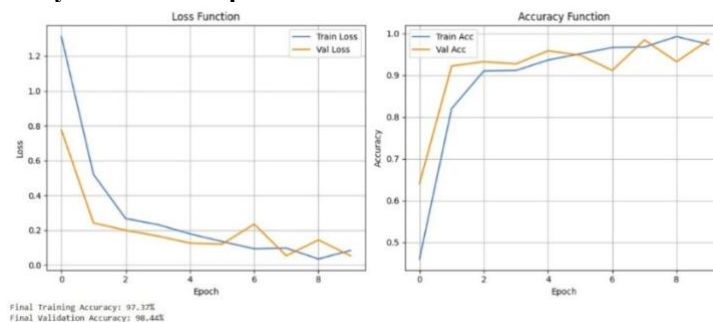 Loss Function
Train Loss
Val Loss
1.2
1.0
0.8
0.6
0.4
0.2
0.0
Loss
0 2 4 6 8
Epoch
Accuracy Function
Train Acc
Val Acc
1.0
0.9
0.8
0.7
0.6
0.5
Accuracy
0 2 4 6 8
Epoch
Final Training Accuracy: 97.37%
Final Validation Accuracy: 98.44%